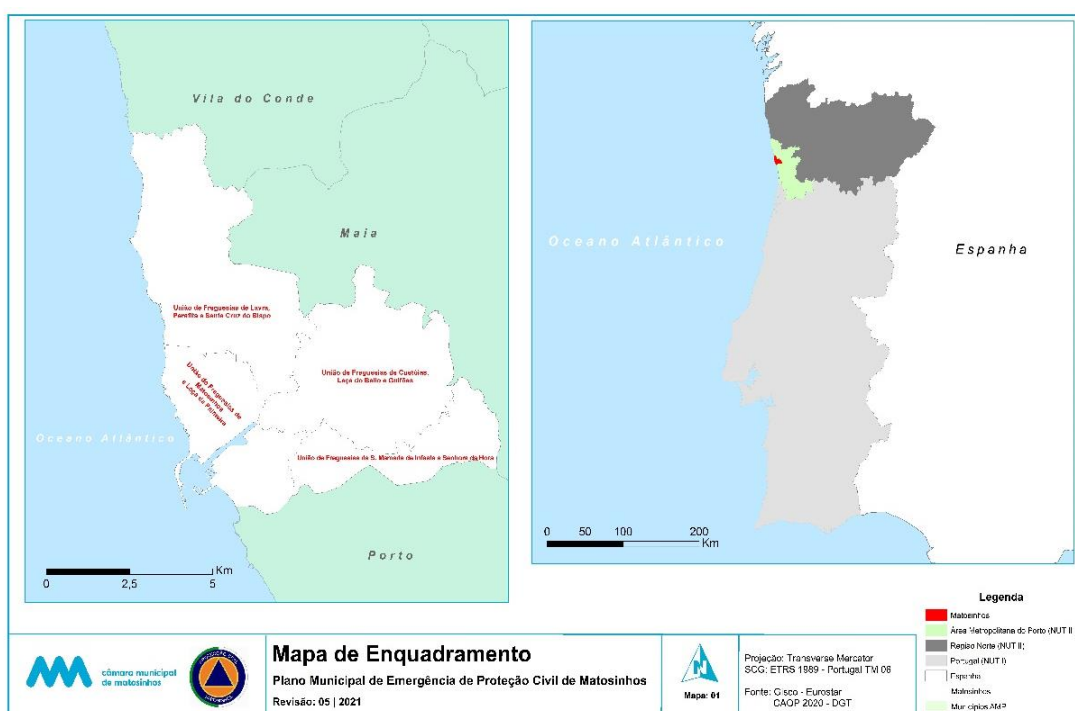 Vila do Conde
Maia
União de Freguesias de Lavra,
Perafita e Santa Cruz do Bispo
União de Freguesias de
Matosinhos
e Leça da Palmeira
União de Freguesias de Custóias,
Leça do Balio e Guifões
Oceano Atlântico
União de Freguesias de S. Mamede de Infesta e Senhora da Hora
Porto
Km
0 2,5 5
Oceano Atlântico
Espanha
0 50 100 200
Km
Legenda
Matosinhos
Área Metropolitana do Porto (NUT II
Região Norte (NUT II)
Portugal (NUT I)
Espanha
Matosinhos
Municípios AMP
câmara municipal
de matosinhos
PROTEÇÃO CIVIL
MATOSINHOS
Mapa de Enquadramento
Plano Municipal de Emergência de Proteção Civil de Matosinhos
Revisão: 05 | 2021
Mapa: 01
Projeção: Transverse Mercator
SCG: ETRS 1989 - Portugal TM 06
Fonte: Gisco - Eurostar
CAOP 2020 - DGT